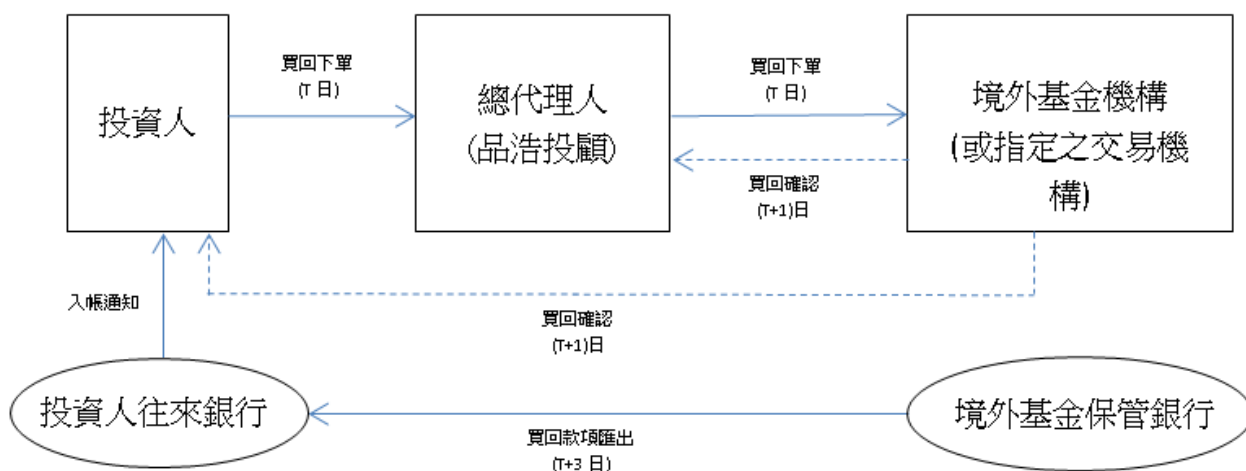 買回下單
(T 日)
買回下單
(T 日)
投資人
總代理人
(品浩投顧)
境外基金機構
(或指定之交易機
構)
買回確認
(T+1)日
入帳通知
買回確認
(T+1)日
投資人往來銀行
境外基金保管銀行
買回款項匯出
(T+3 日)